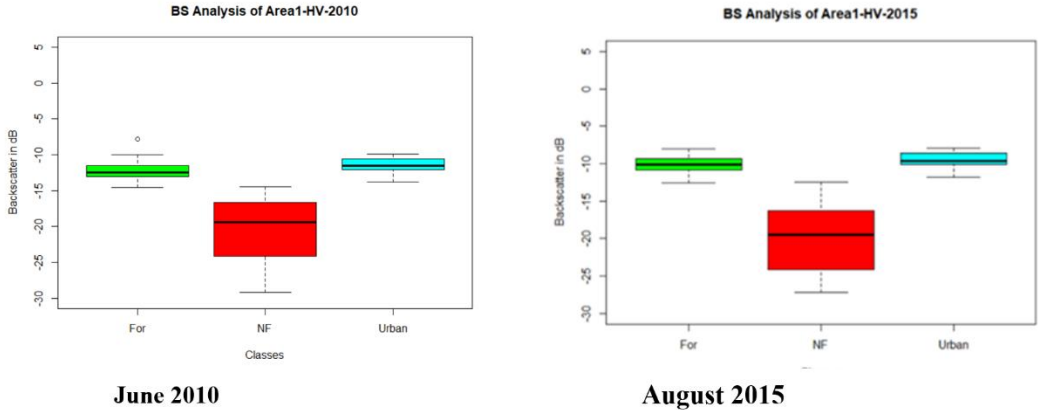 BS Analysis of Area1-HV-2010
Backscatter in dB
5
0
-5
-10
-15
-20
-25
-30
For NF Urban
Classes
June 2010
BS Analysis of Area1-HV-2015
Backscatter in dB
5
0
-5
-10
-15
-20
-25
-30
For NF Urban
August 2015